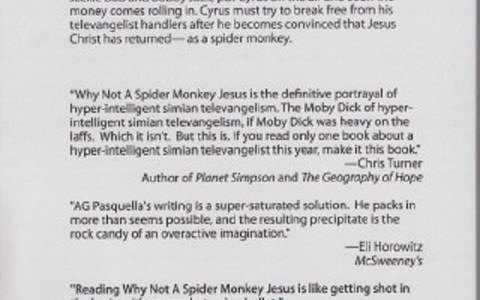 money comes rolling in. Cyrus must try to break free from his
televangelist handlers after he becomes convinced that Jesus
Christ has returned—as a spider monkey.
"Why Not A Spider Monkey Jesus is the definitive portrayal of
hyper-intelligent simian televangelism. The Moby Dick of hyper-
intelligent simian televangelism, if Moby Dick was heavy on the
laffs. Which it isn't. But this is. If you read only one book about a
hyper-intelligent simian televangelist this year, make it this book."
—Chris Turner
Author of Planet Simpson and The Geography of Hope
"AG Pasquella's writing is a super-saturated solution. He packs in
more than seems possible, and the resulting precipitate is the
rock candy of an overactive imagination."
—Eli Horowitz
McSweeney's
"Reading Why Not A Spider Monkey Jesus is like getting shot in